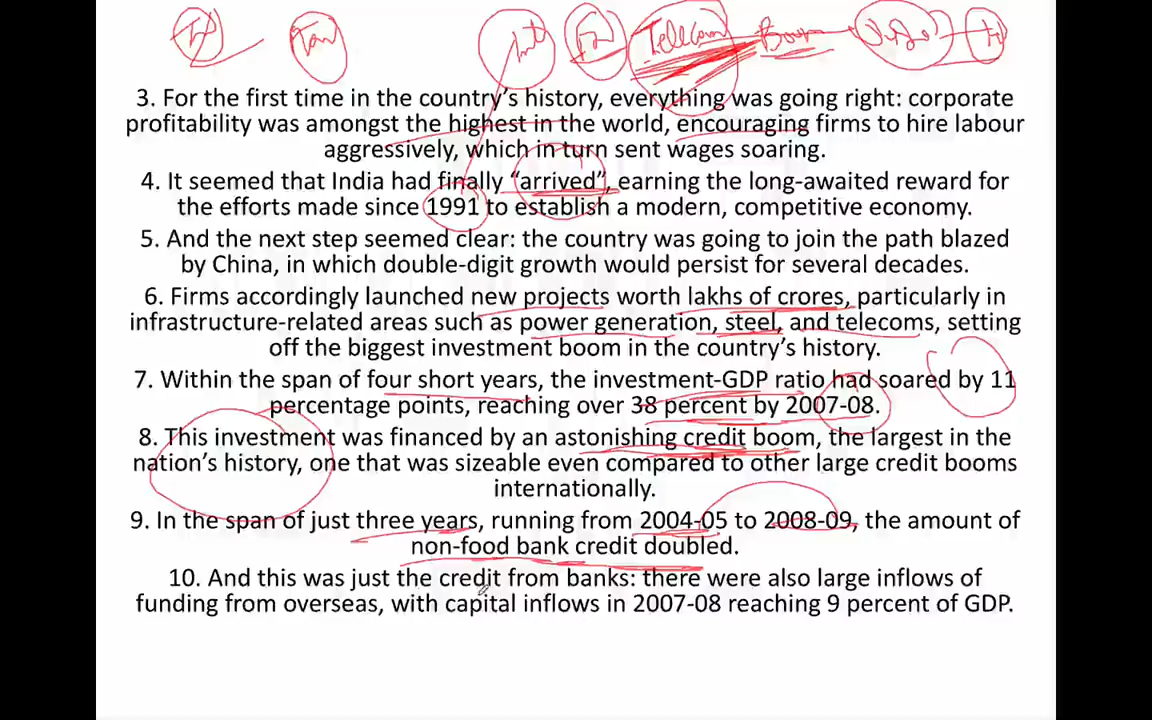 Telecom Boom
3. For the first time in the country's history, everything was going right: corporate
profitability was amongst the highest in the world, encouraging firms to hire labour
aggressively, which in turn sent wages soaring.
4. It seemed that India had finally "arrived", earning the long-awaited reward for
the efforts made since 1991 to establish a modern, competitive economy.
5. And the next step seemed clear: the country was going to join the path blazed
by China, in which double-digit growth would persist for several decades.
6. Firms accordingly launched new projects worth lakhs of crores, particularly in
infrastructure-related areas such as power generation, steel, and telecoms, setting
off the biggest investment boom in the country's history.
7. Within the span of four short years, the investment-GDP ratio had soared by 11
percentage points, reaching over 38 percent by 2007-08.
8. This investment was financed by an astonishing credit boom, the largest in the
nation's history, one that was sizeable even compared to other large credit booms
internationally.
9. In the span of just three years, running from 2004-05 to 2008-09, the amount of
non-food bank credit doubled.
10. And this was just the credit from banks: there were also large inflows of
funding from overseas, with capital inflows in 2007-08 reaching 9 percent of GDP.